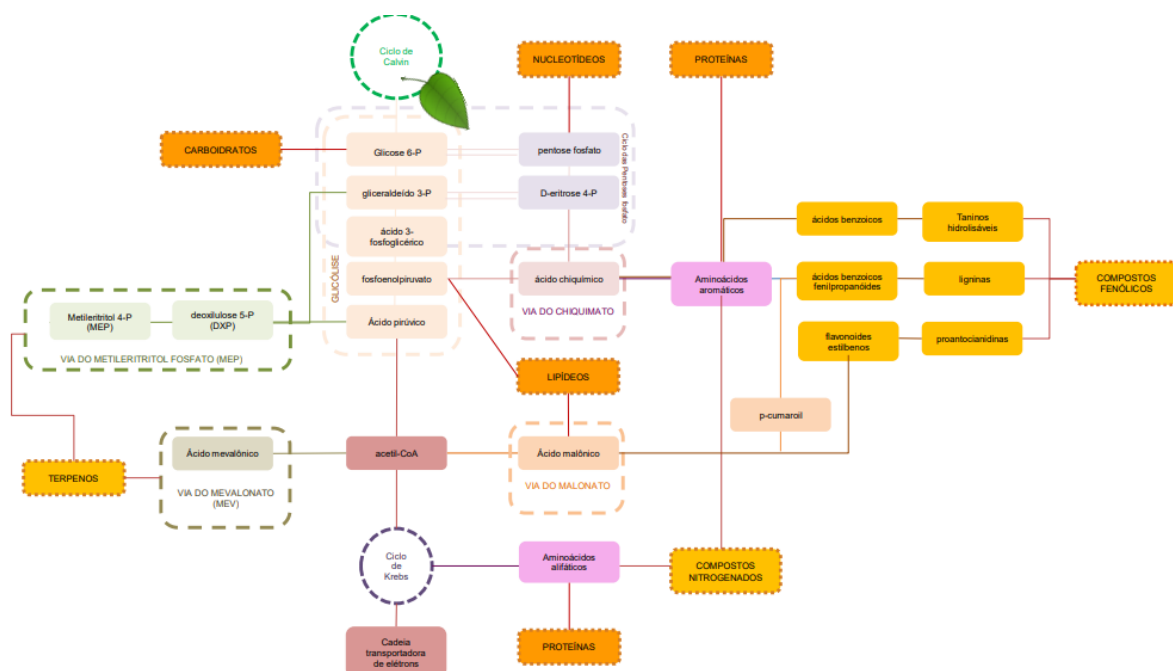 Ciclo de
Calvin
NUCLEOTÍDEOS
PROTEÍNAS
CARBOIDRATOS
Glicose 6-P
pentose fosfato
Ciclo das Pentoses fosfato
gliceraldeído 3-P
D-eritrose 4-P
ácido 3-
fosfoglicérico
GLICÓLISE
fosfoenolpiruvato
ácido chiquímico
VIA DO CHIQUIMATO
Aminoácidos
aromáticos
ácidos benzoicos
Taninos
hidrolisáveis
ácidos benzoicos
fenilpropanóides
ligninas
COMPOSTOS
FENÓLICOS
flavonoides
estilbenos
proantocianidinas
Metileritritol 4-P
(MEP)
deoxilulose 5-P
(DXP)
Ácido pirúvico
VIA DO METILERITRITOL FOSFATO (MEP)
LIPÍDEOS
p-cumaroil
Ácido mevalônico
acetil-CoA
Ácido malônico
TERPENOS
VIA DO MEVALONATO
(MEV)
VIA DO MALONATO
Ciclo
de
Krebs
Aminoácidos
alifáticos
COMPOSTOS
NITROGENADOS
Cadeia
transportadora
de elétrons
PROTEÍNAS